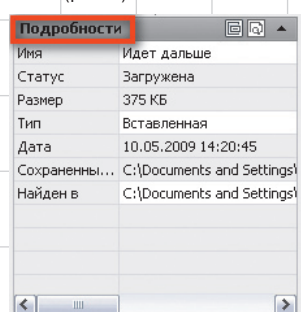 Подробности
Имя Идет дальше
Статус Загружена
Размер 375 КБ
Тип Вставленная
Дата 10.05.2009 14:20:45
Сохраненны... C:\Documents and Settings\
Найден в C:\Documents and Settings\